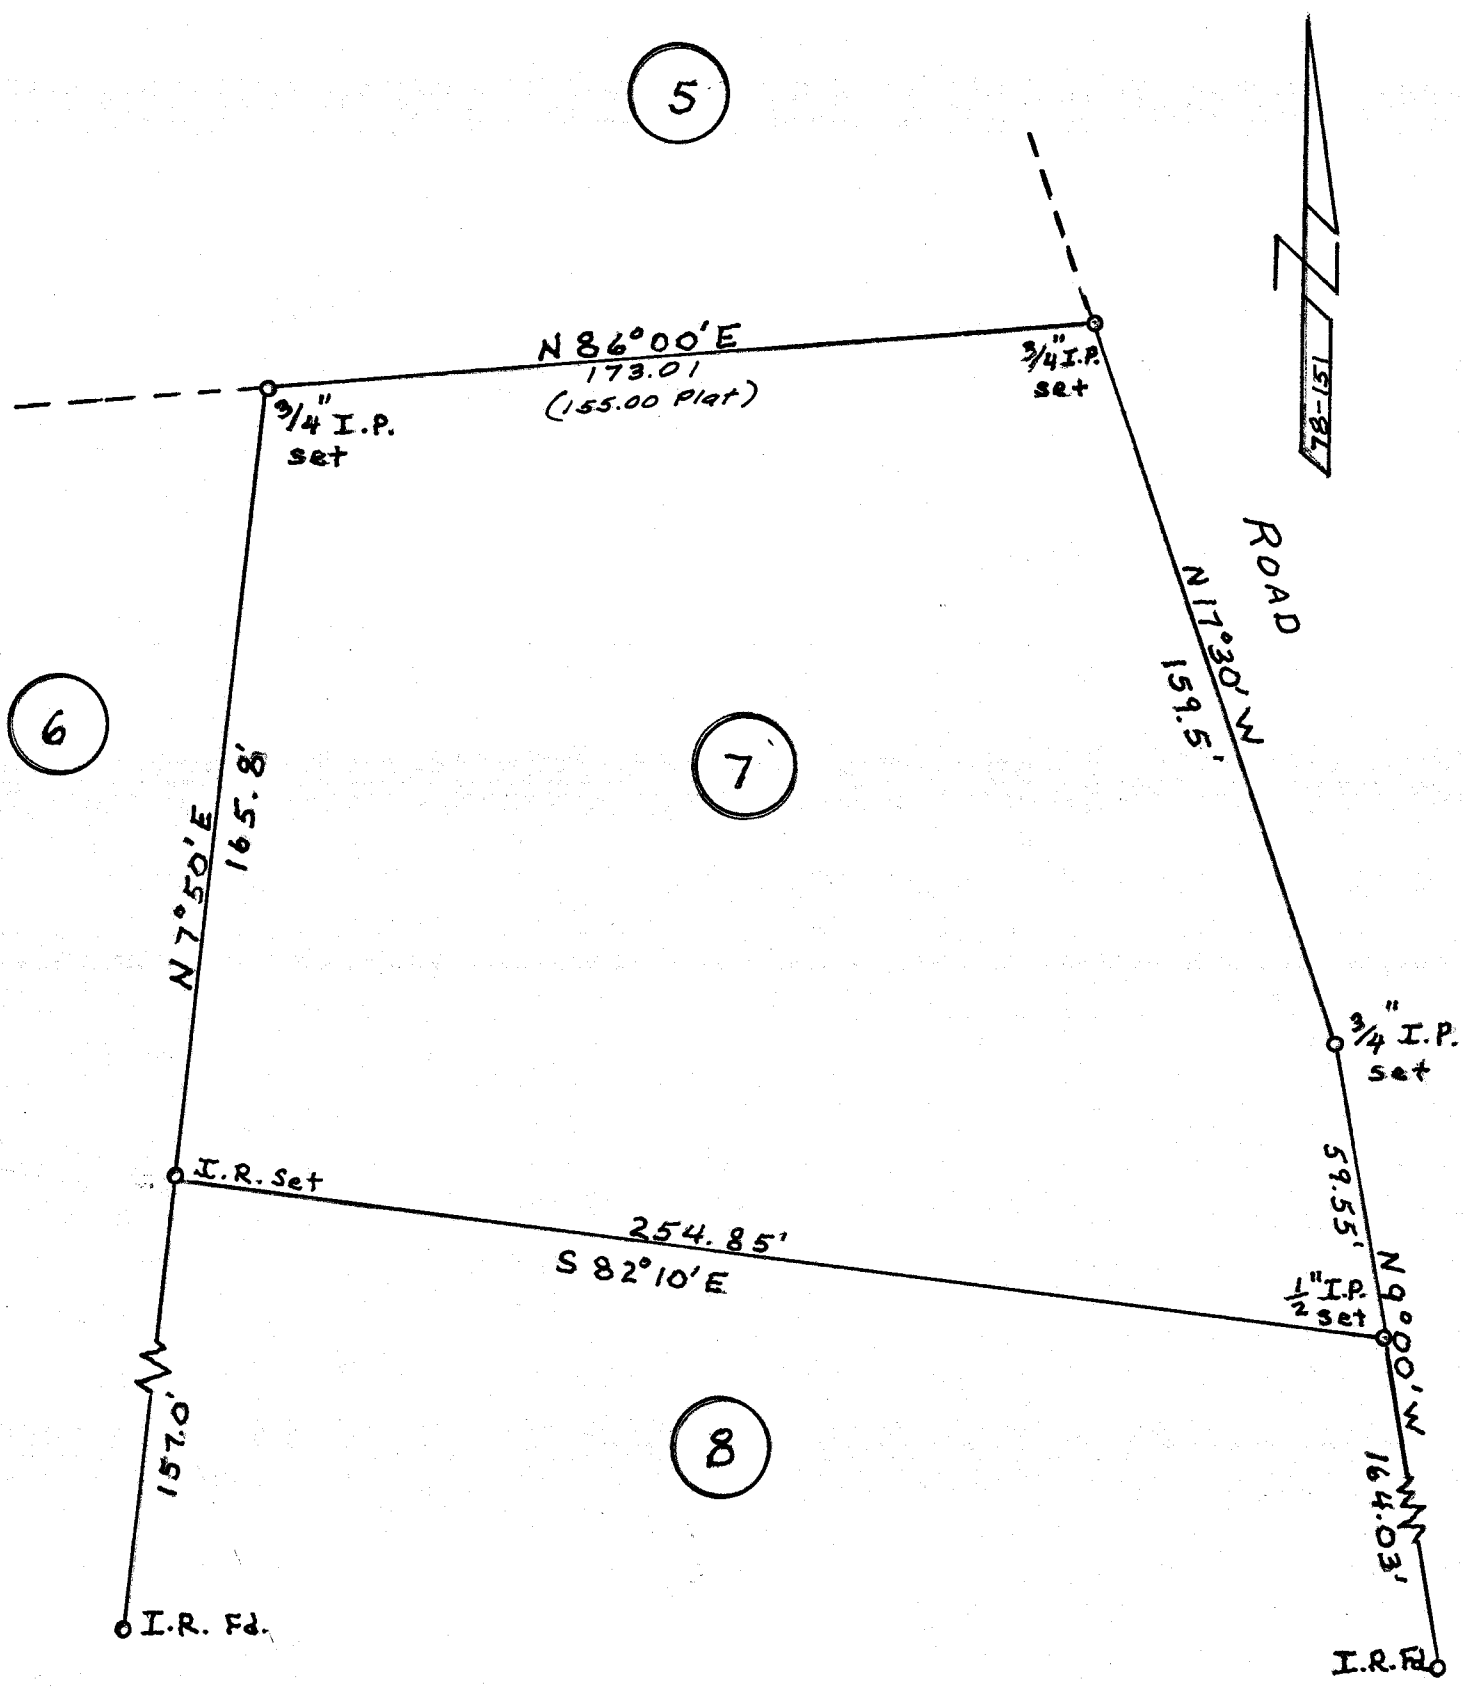 5
N 86°00' E
173.01
(155.00 Plat)
3/4" I.P.
set
3/4" I.P.
set
78-151
ROAD
N 17°30' W
159.5'
6
7
N 7°50' E
165.8'
3/4" I.P.
set
I.R. Set
59.55'
254.85'
S 82°10' E
1/2" I.P.
set
N 9°00' W
8
157.0'
164.03'
I.R. Fd.
I.R. Fd.